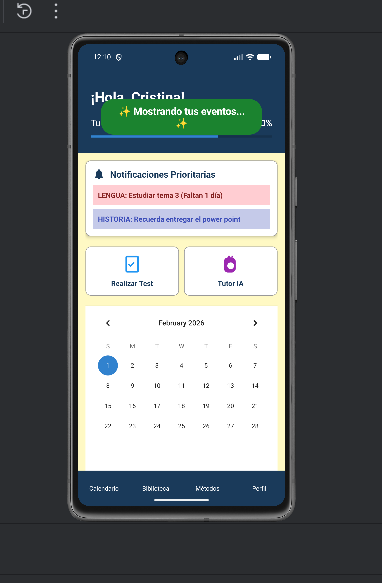 12:10
¡Hola, Cristina!
✨ Mostrando tus eventos...
✨
Tu
0%
Notificaciones Prioritarias
LENGUA: Estudiar tema 3 (Faltan 1 día)
HISTORIA: Recuerda entregar el power point
Realizar Test
Tutor IA
February 2026
S M T W T F S
1 2 3 4 5 6 7
8 9 10 11 12 13 14
15 16 17 18 19 20 21
22 23 24 25 26 27 28
Calendario Biblioteca Métodos Perfil